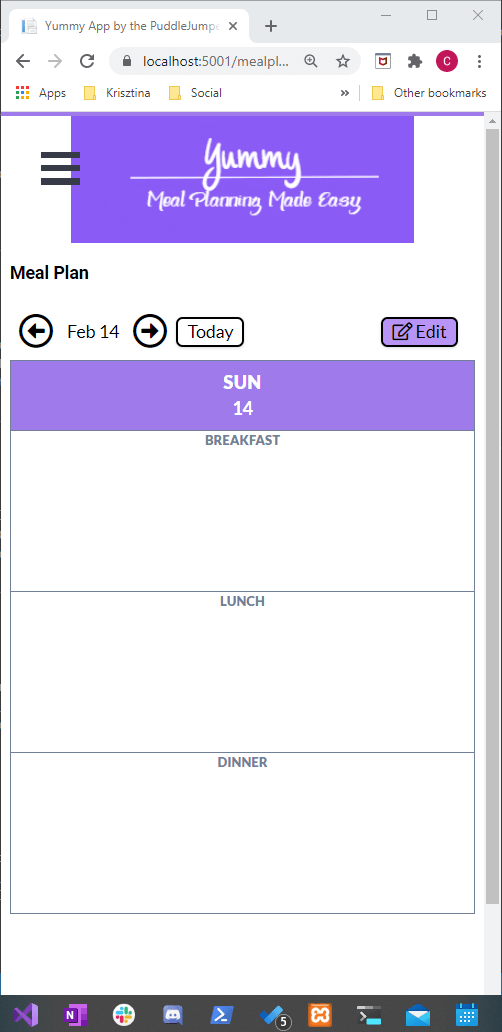 Yummy App by the PuddleJumpe
localhost:5001/mealpl...
C
Apps Krisztina Social » Other bookmarks
Yummy
Meal Planning Made Easy
Meal Plan
Feb 14 Today Edit
SUN
14
BREAKFAST
LUNCH
DINNER
N 5